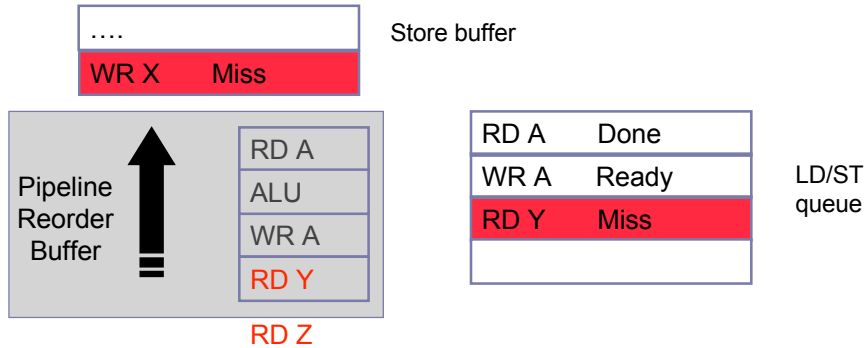 ....
Store buffer
WR X Miss
RD A
ALU
WR A
RD Y
RD Z
Pipeline
Reorder
Buffer
RD A Done
WR A Ready
RD Y Miss
LD/ST
queue